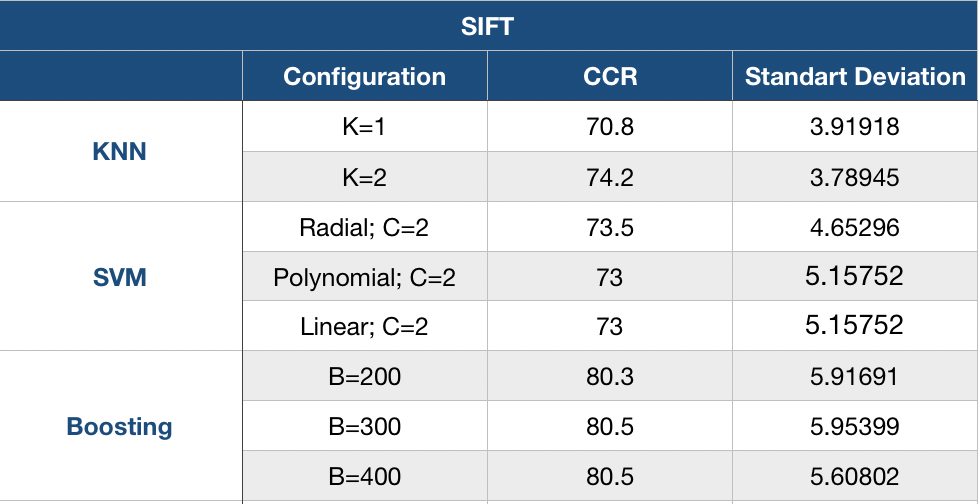 SIFT
Configuration CCR Standart Deviation
KNN K=1 70.8 3.91918
K=2 74.2 3.78945
SVM Radial; C=2 73.5 4.65296
Polynomial; C=2 73 5.15752
Linear; C=2 73 5.15752
Boosting B=200 80.3 5.91691
B=300 80.5 5.95399
B=400 80.5 5.60802